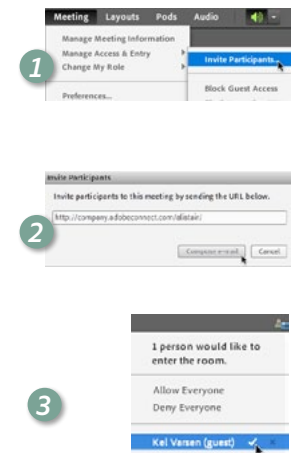 Meeting Layouts Pods Audio
Manage Meeting Information
Manage Access & Entry
Change My Role
Preferences...
Invite Participants...
Block Guest Access
1
Invite Participants
Invite participants to this meeting by sending the URL below.
http://company.adobeconnect.com/alistair/
Compose e-mail Cancel
2
1 person would like to
enter the room.
Allow Everyone
Deny Everyone
3
Kel Varsen (guest)